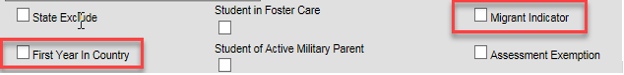 State Exclude
Student in Foster Care
Migrant Indicator
First Year In Country
Student of Active Military Parent
Assessment Exemption